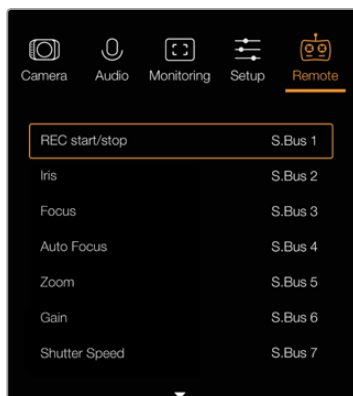 Camera Audio Monitoring Setup Remote
REC start/stop S.Bus 1
Iris S.Bus 2
Focus S.Bus 3
Auto Focus S.Bus 4
Zoom S.Bus 5
Gain S.Bus 6
Shutter Speed S.Bus 7